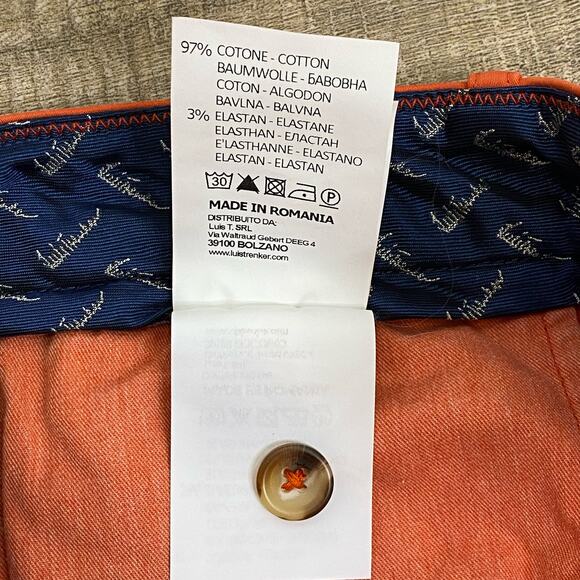 97% COTONE - COTTON
BAUMWOLLE - БАВОВНА
COTON - ALGODON
BAVLNA - BALVNA
3% ELASTAN - ELASTANE
ELASTHAN - ЕЛАСТАН
E'LASTHANNE - ELASTANO
ELASTAN - ELASTAN
30 P
MADE IN ROMANIA
DISTRIBUITO DA:
Luis T. SRL
Via Waltraud Gebert DEEG 4
39100 BOLZANO
www.luistrenker.com